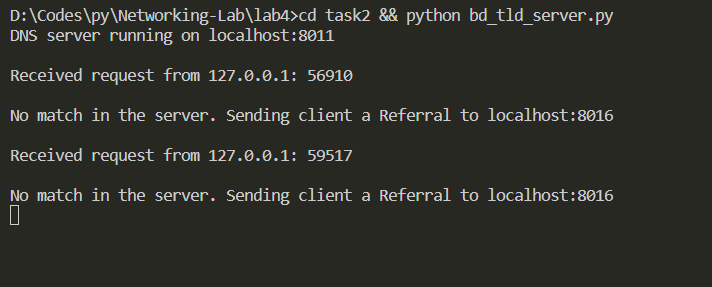 D:\Codes\py\Networking-Lab\lab4>cd task2 && python bd_tld_server.py
DNS server running on localhost:8011
Received request from 127.0.0.1: 56910
No match in the server. Sending client a Referral to localhost:8016
Received request from 127.0.0.1: 59517
No match in the server. Sending client a Referral to localhost:8016